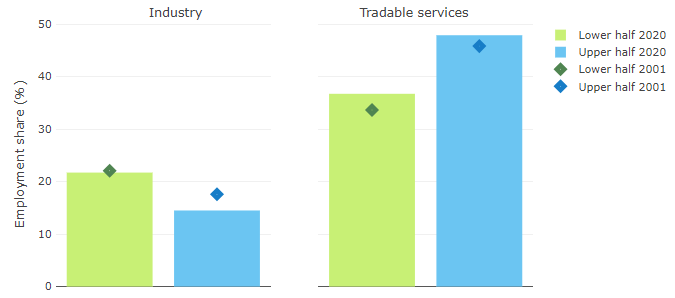 Industry
Tradable services
Employment share (%)
50
40
30
20
10
0
Lower half 2020
Upper half 2020
Lower half 2001
Upper half 2001